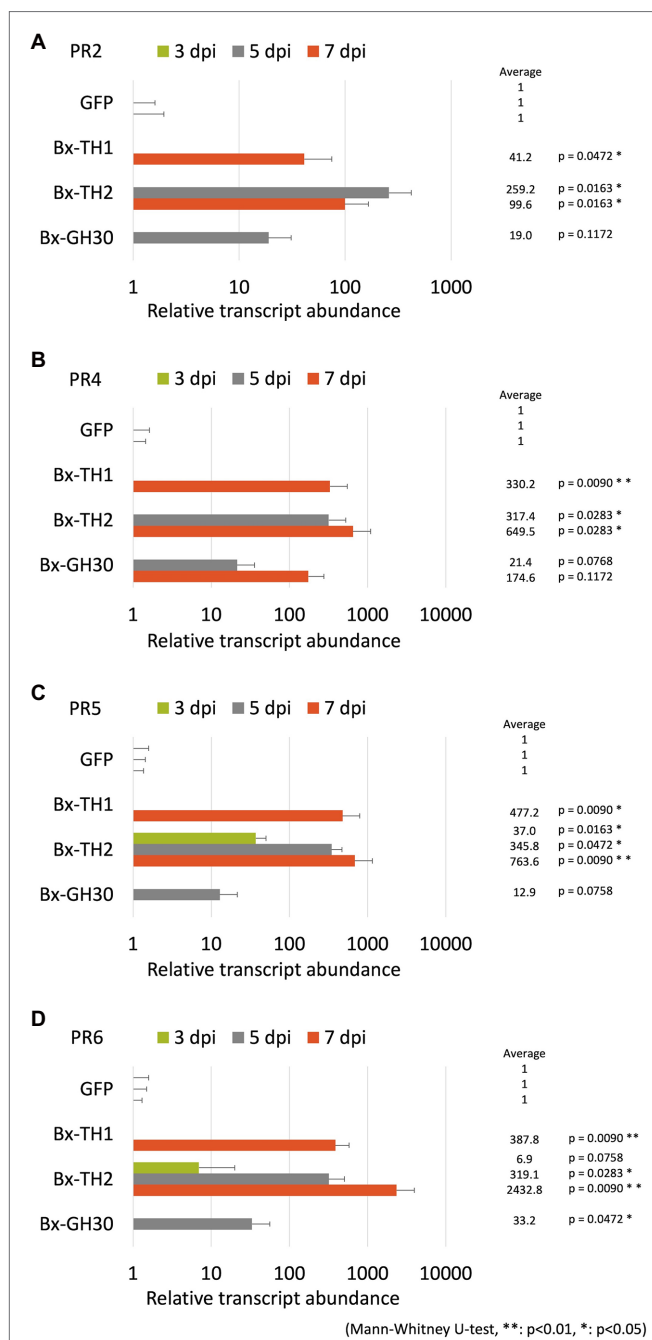 A
PR2 3 dpi 5 dpi 7 dpi
Average
GFP
1
1
1
Bx-TH1 41.2 p = 0.0472 *
Bx-TH2 259.2 p = 0.0163 *
99.6 p = 0.0163 *
Bx-GH30 19.0 p = 0.1172
1 10 100 1000
Relative transcript abundance
B
PR4 3 dpi 5 dpi 7 dpi
Average
GFP
1
1
1
Bx-TH1 330.2 p = 0.0090 * *
Bx-TH2 317.4 p = 0.0283 *
649.5 p = 0.0283 *
Bx-GH30 21.4 p = 0.0768
174.6 p = 0.1172
1 10 100 1000 10000
Relative transcript abundance
C
PR5 3 dpi 5 dpi 7 dpi
Average
GFP
1
1
1
Bx-TH1 477.2 p = 0.0090 *
37.0 p = 0.0163 *
Bx-TH2 345.8 p = 0.0472 *
763.6 p = 0.0090 * *
Bx-GH30 12.9 p = 0.0758
1 10 100 1000 10000
Relative transcript abundance
D
PR6 3 dpi 5 dpi 7 dpi
Average
GFP
1
1
1
Bx-TH1 387.8 p = 0.0090 **
6.9 p = 0.0758
Bx-TH2 319.1 p = 0.0283 *
2432.8 p = 0.0090 * *
Bx-GH30 33.2 p = 0.0472 *
1 10 100 1000 10000
Relative transcript abundance
(Mann-Whitney U-test, **: p<0.01, *: p<0.05)